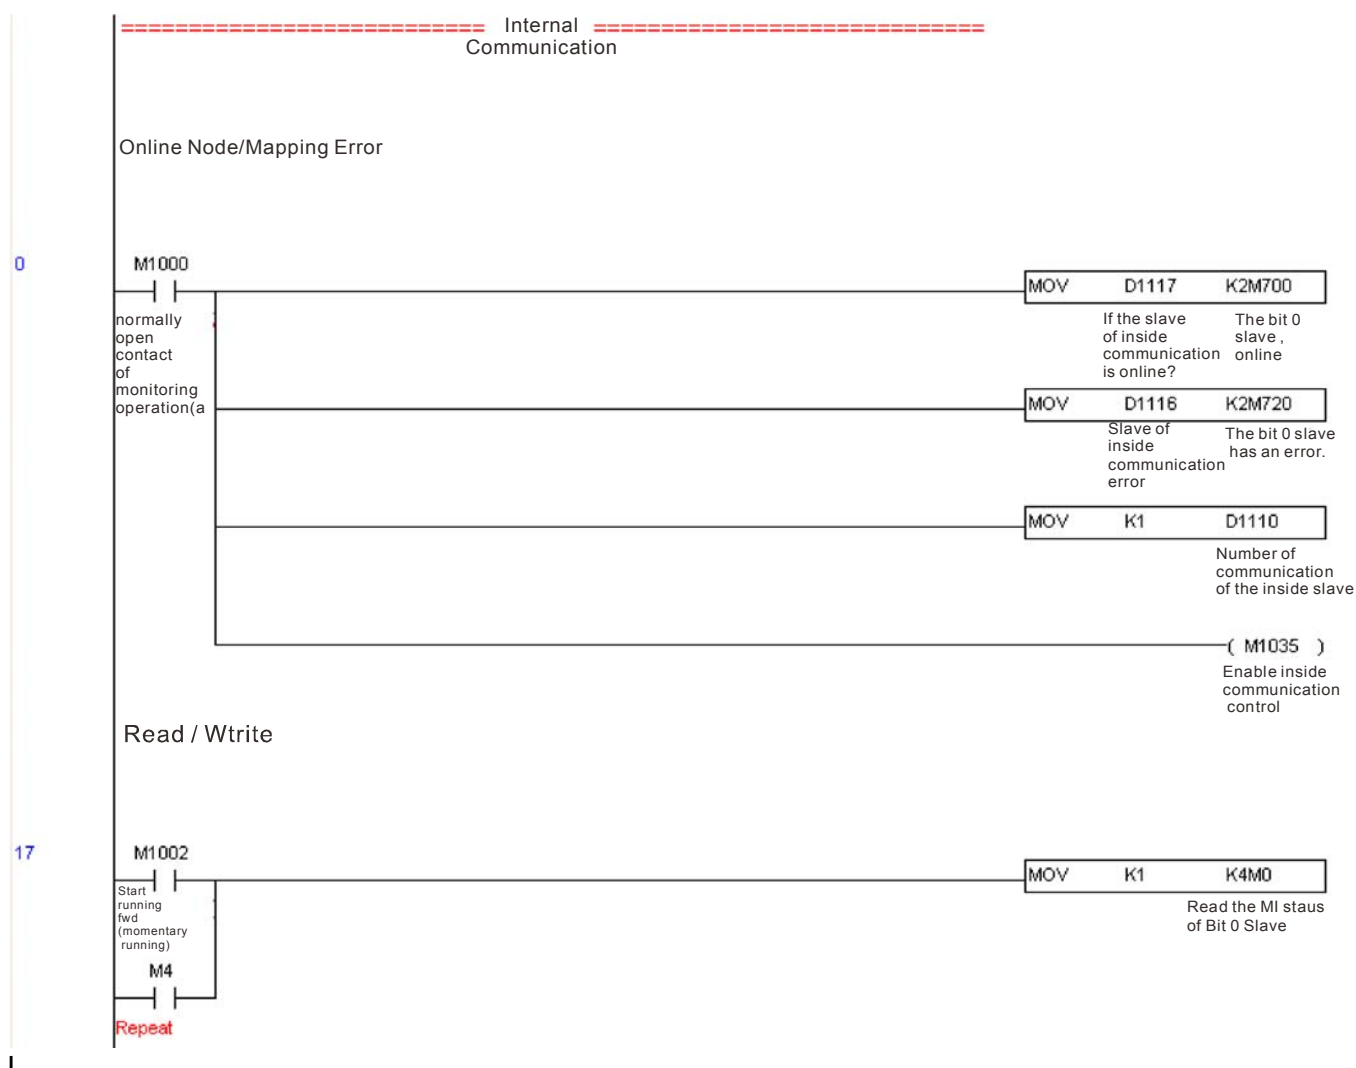 ========================== Internal ==========================
Communication
Online Node/Mapping Error
0
M1000
MOV D1117 K2M700
normally
open
contact
of
monitoring
operation(a
If the slave
of inside
communication
is online?
The bit 0
slave ,
online
MOV D1116 K2M720
Slave of
inside
communication
error
The bit 0 slave
has an error.
MOV K1 D1110
Number of
communication
of the inside slave
( M1035 )
Enable inside
communication
control
Read / Wtrite
17
M1002
MOV K1 K4M0
Start
running
fwd
(momentary
running)
Read the MI staus
of Bit 0 Slave
M4
Repeat